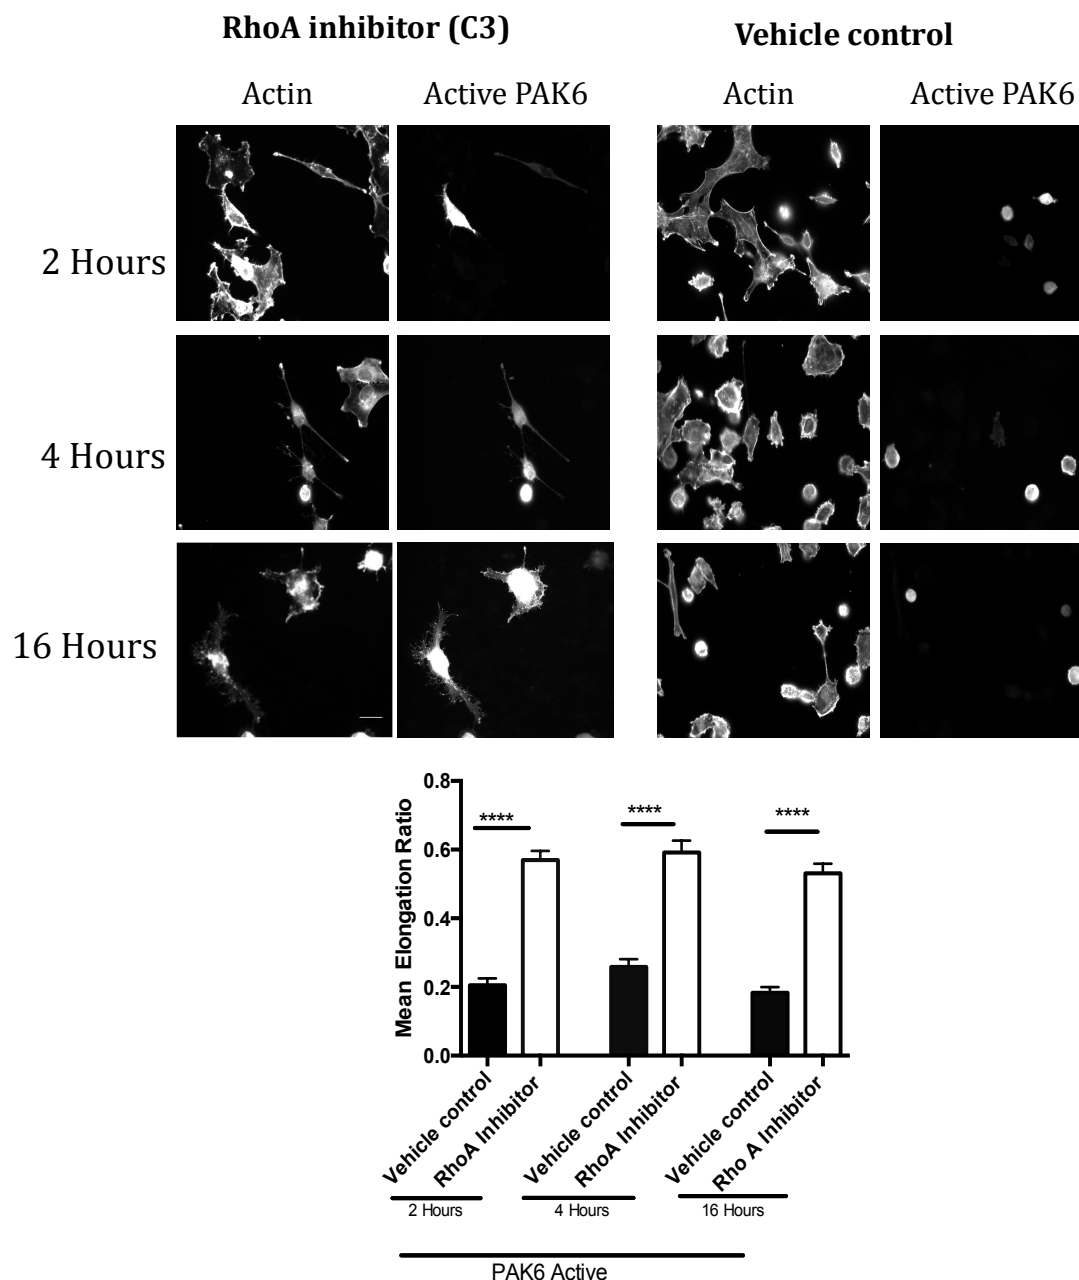 RhoA inhibitor (C3)
Vehicle control
Actin
Active PAK6
Actin
Active PAK6
2 Hours
4 Hours
16 Hours
Mean Elongation Ratio
0.8
0.6
0.4
0.2
0.0
****
****
****
Vehicle control
RhoA Inhibitor
Vehicle control
RhoA Inhibitor
Vehicle control
Rho A Inhibitor
2 Hours
4 Hours
16 Hours
PAK6 Active